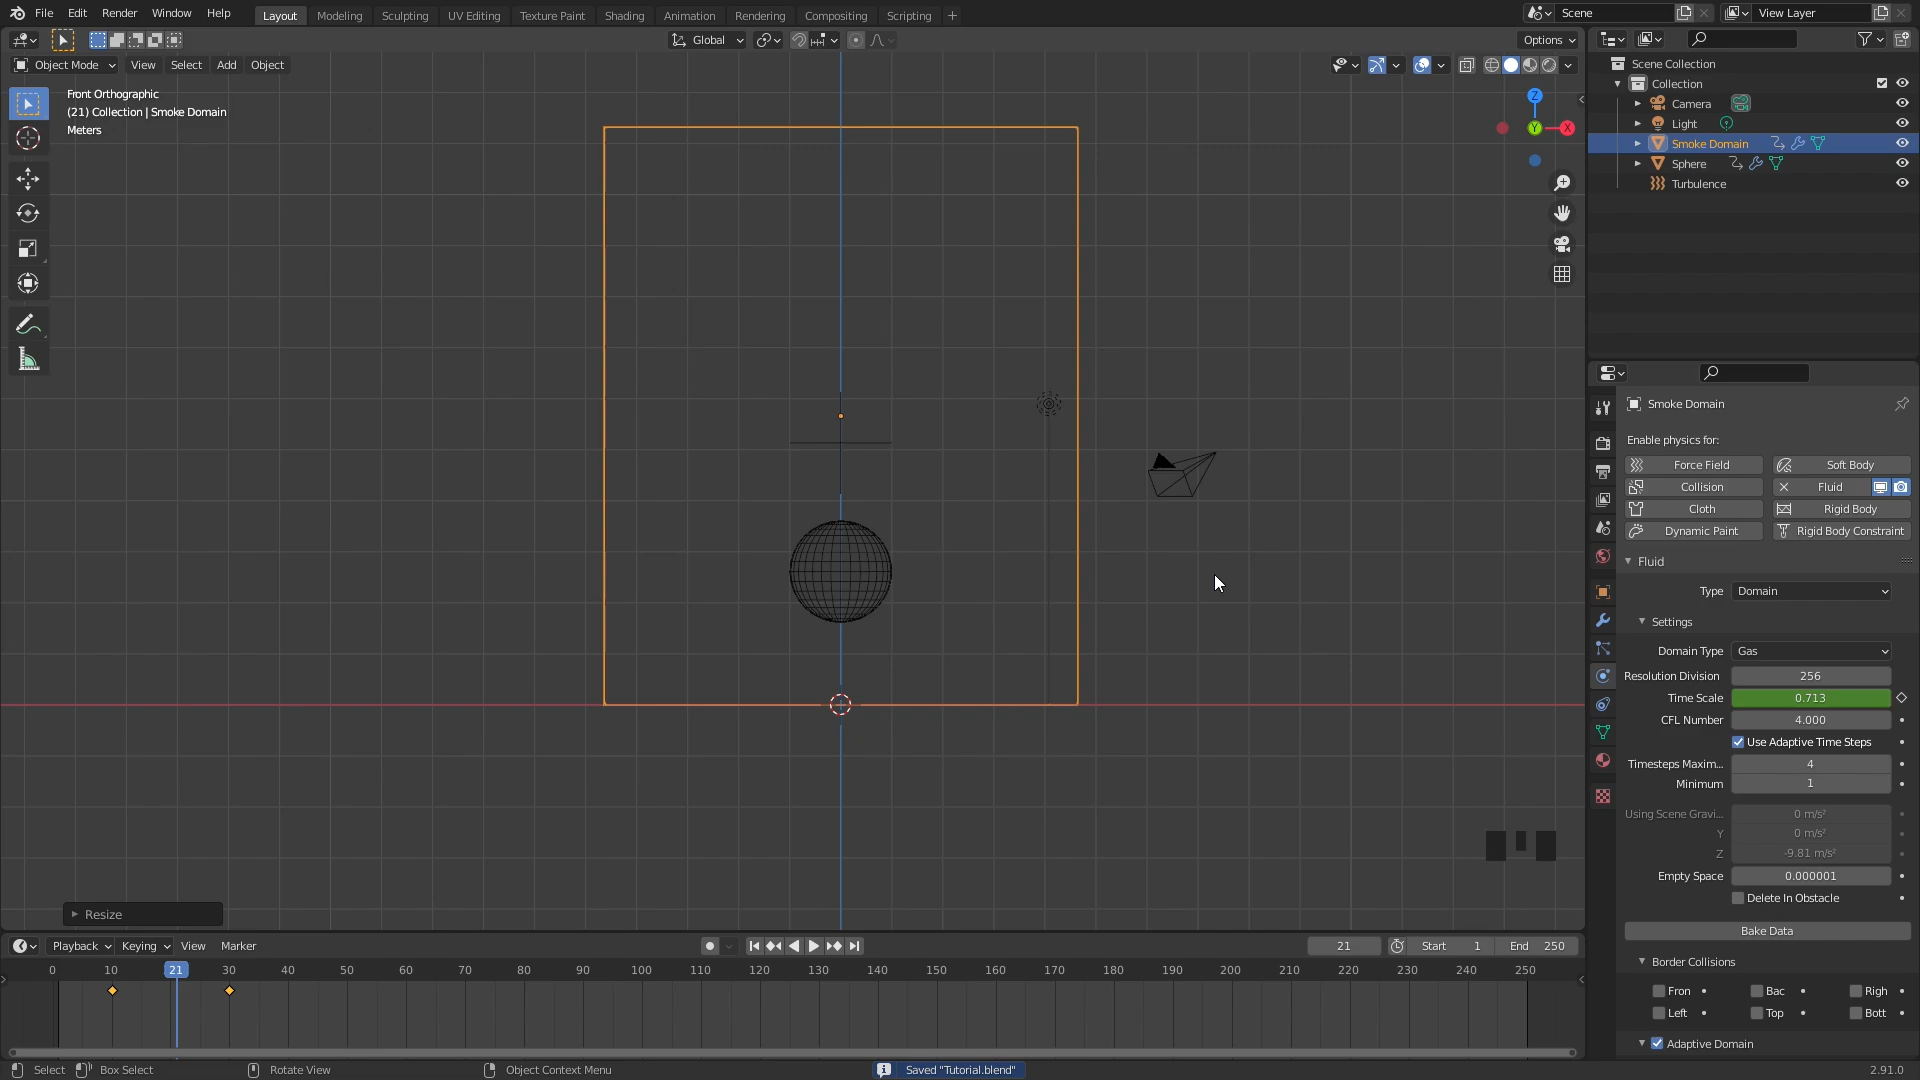 File Edit Render Window Help Layout Modeling Sculpting UV Editing Texture Paint Shading Animation Rendering Compositing Scripting + Scene View Layer
Global Options
Object Mode View Select Add Object
Front Orthographic
(21) Collection | Smoke Domain
Meters
Z
Y
X
Scene Collection
Collection
Camera
Light
Smoke Domain
Sphere
Turbulence
Smoke Domain
Enable physics for:
Force Field Soft Body
Collision Fluid
Cloth Rigid Body
Dynamic Paint Rigid Body Constraint
Fluid
Type Domain
Settings
Domain Type Gas
Resolution Division 256
Time Scale 0.713
CFL Number 4.000
Use Adaptive Time Steps
Timesteps Maxim... 4
Minimum 1
Using Scene Gravi... 0 m/s²
Y 0 m/s²
Z -9.81 m/s²
Empty Space 0.000001
Delete In Obstacle
Bake Data
Border Collisions
Fron Bac Righ
Left Top Bott
Adaptive Domain
Resize
Playback Keying View Marker 21 Start 1 End 250
0 10 21 30 40 50 60 70 80 90 100 110 120 130 140 150 160 170 180 190 200 210 220 230 240 250
Select Box Select Rotate View Object Context Menu Saved "Tutorial.blend" 2.91.0